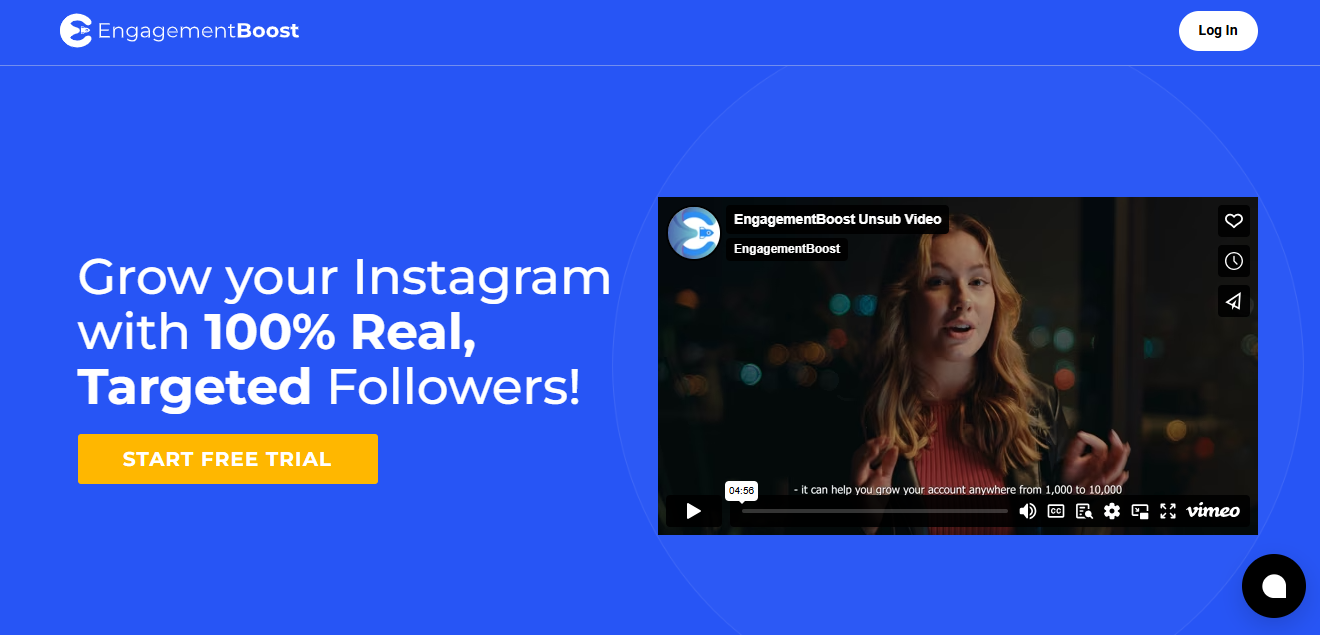 EngagementBoost
Log In
Grow your Instagram
with 100% Real,
Targeted Followers!
START FREE TRIAL
EngagementBoost Unsub Video
EngagementBoost
- it can help you grow your account anywhere from 1,000 to 10,000
04:56
CC
vimeo